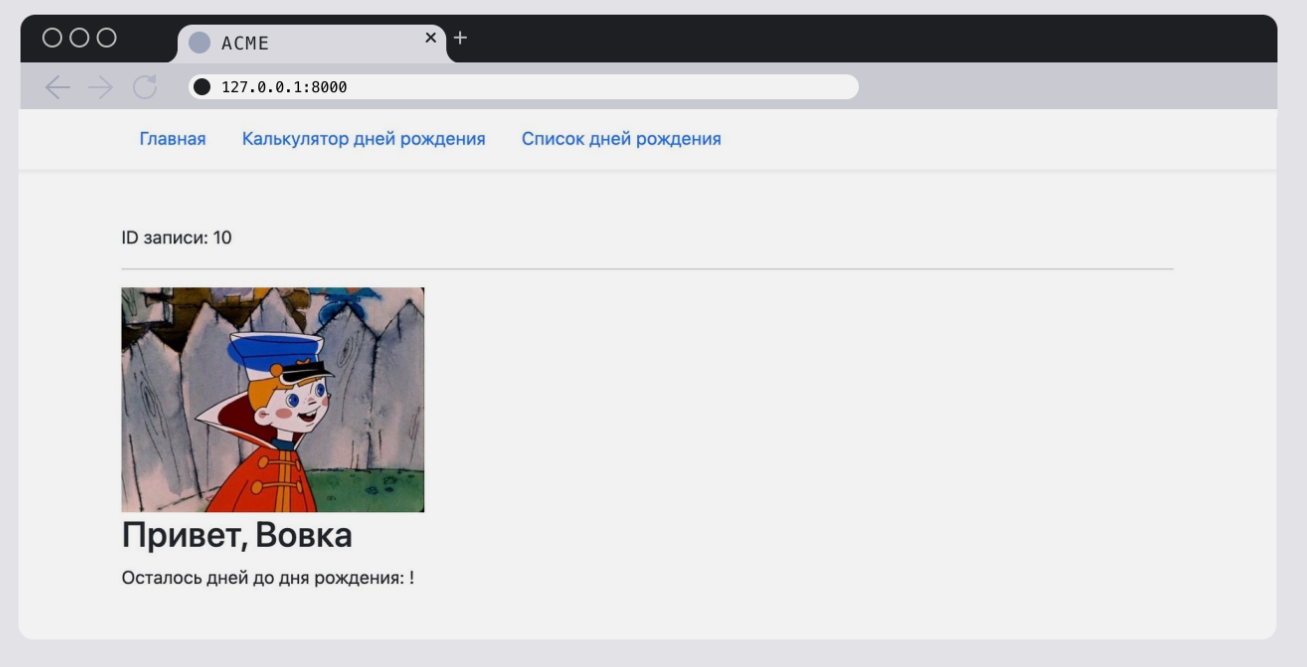 ACME
127.0.0.1:8000
Главная Калькулятор дней рождения Список дней рождения
ID записи: 10
Привет, Вовка
Осталось дней до дня рождения: !